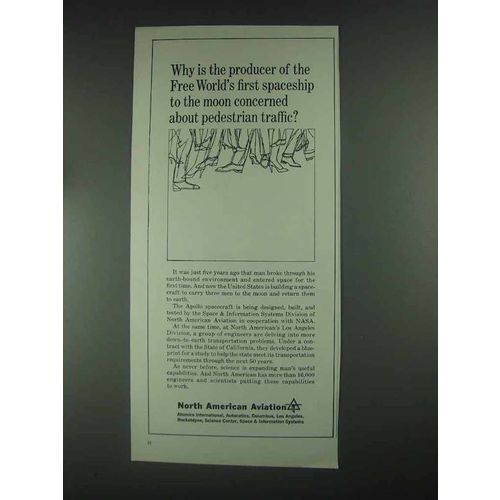 Why is the producer of the
Free World's first spaceship
to the moon concerned
about pedestrian traffic?
It was just five years ago that man broke through his
earth-bound environment and entered space for the
first time. And now the United States is building a space-
craft to carry three men to the moon and return them
to earth.
The Apollo spacecraft is being designed, built, and
tested by the Space & Information Systems Division of
North American Aviation in cooperation with NASA.
At the same time, at North American's Los Angeles
Division, a group of engineers are delving into more
down-to-earth transportation problems. Under a con-
tract with the State of California, they developed a blue-
print for a study to help the state meet its transportation
requirements through the next 50 years.
As never before, science is expanding man's useful
capabilities. And North American has more than 16,000
engineers and scientists putting these capabilities
to work.
North American Aviation
Atomics International, Autonetics, Columbus, Los Angeles,
Rocketdyne, Science Center, Space & Information Systems